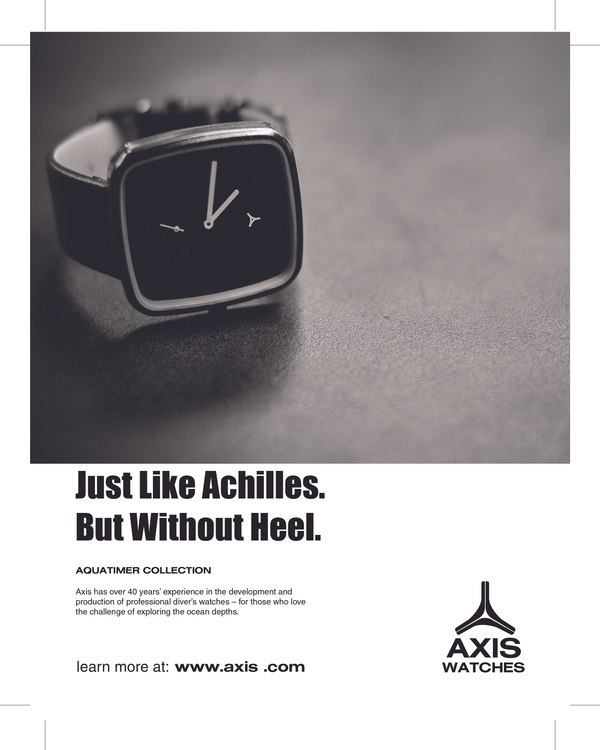 Just Like Achilles.
But Without Heel.
AQUATIMER COLLECTION
Axis has over 40 years' experience in the development and
production of professional diver's watches – for those who love
the challenge of exploring the ocean depths.
learn more at: www.axis .com
AXIS
WATCHES